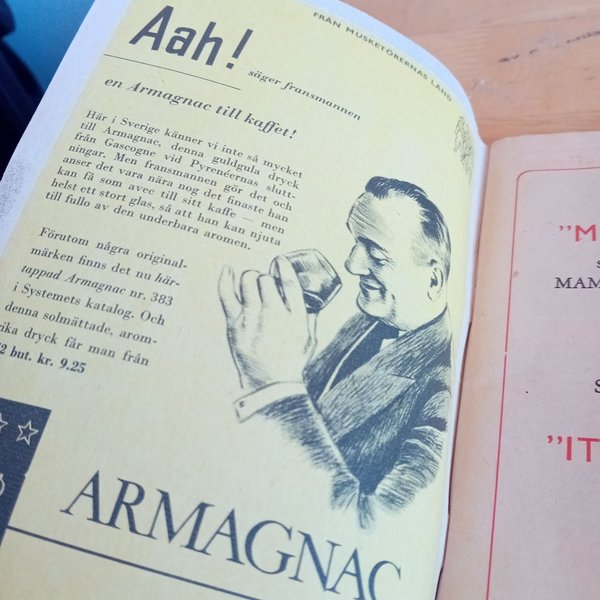 FRÅN MUSKETÖRERNAS LAND
Aah! säger fransmannen
en Armagnac till kaffet!
Här i Sverige känner vi inte så mycket
till Armagnac, denna guldgula dryck
från Gascogne vid Pyrenéernas slutt-
ningar. Men fransmannen gör det och
anser det vara nära nog det finaste han
kan få som avec till sitt kaffe — men
helst ett stort glas, så att han kan njuta
till fullo av den underbara aromen.
Förutom några original-
märken finns det nu här-
tappad Armagnac nr. 383
i Systemets katalog. Och
denna solmättade, arom-
rika dryck får man från
2 but. kr. 9.25
ARMAGNAC
"M
MAM
S
"IT